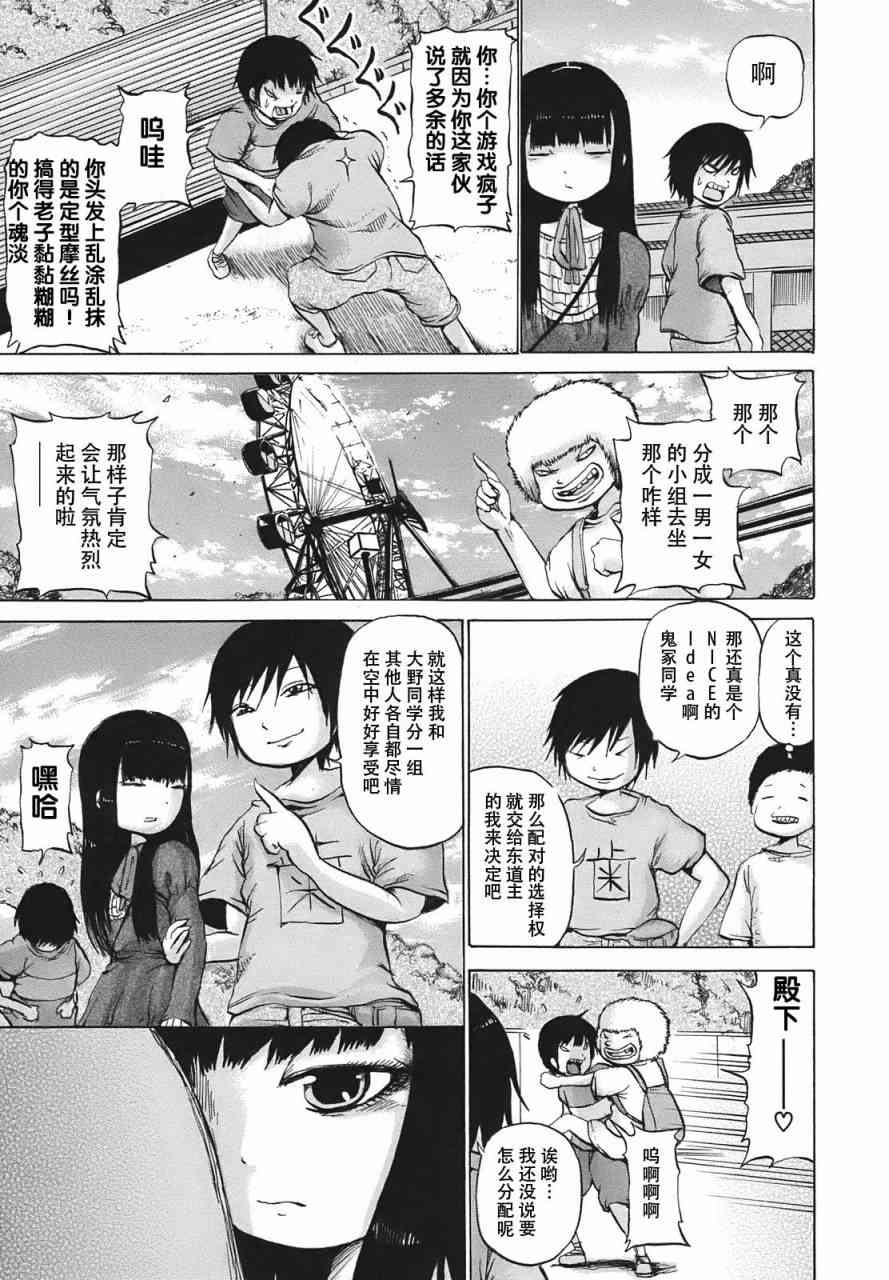 啊
你…你个游戏疯子
就因为你这家伙
说了多余的话
呜哇
你头发上乱涂乱抹
的是定型摩丝吗！
搞得老子黏黏糊糊
的你个魂淡
那个
那个
分成一男一女
的小组去坐
那个咋样
那样子肯定
会让气氛热烈
起来的啦
——
这个真没有…
那还真是个
NICE的
Idea啊
鬼冢同学
那么配对的选择权
就交给东道主
的我来决定吧
歯
就这样我和
大野同学分一组
其他人各自都尽情
在空中好好享受吧
嘿哈
殿下——♡
呜啊啊啊
诶哟…
我还没说要
怎么分配呢